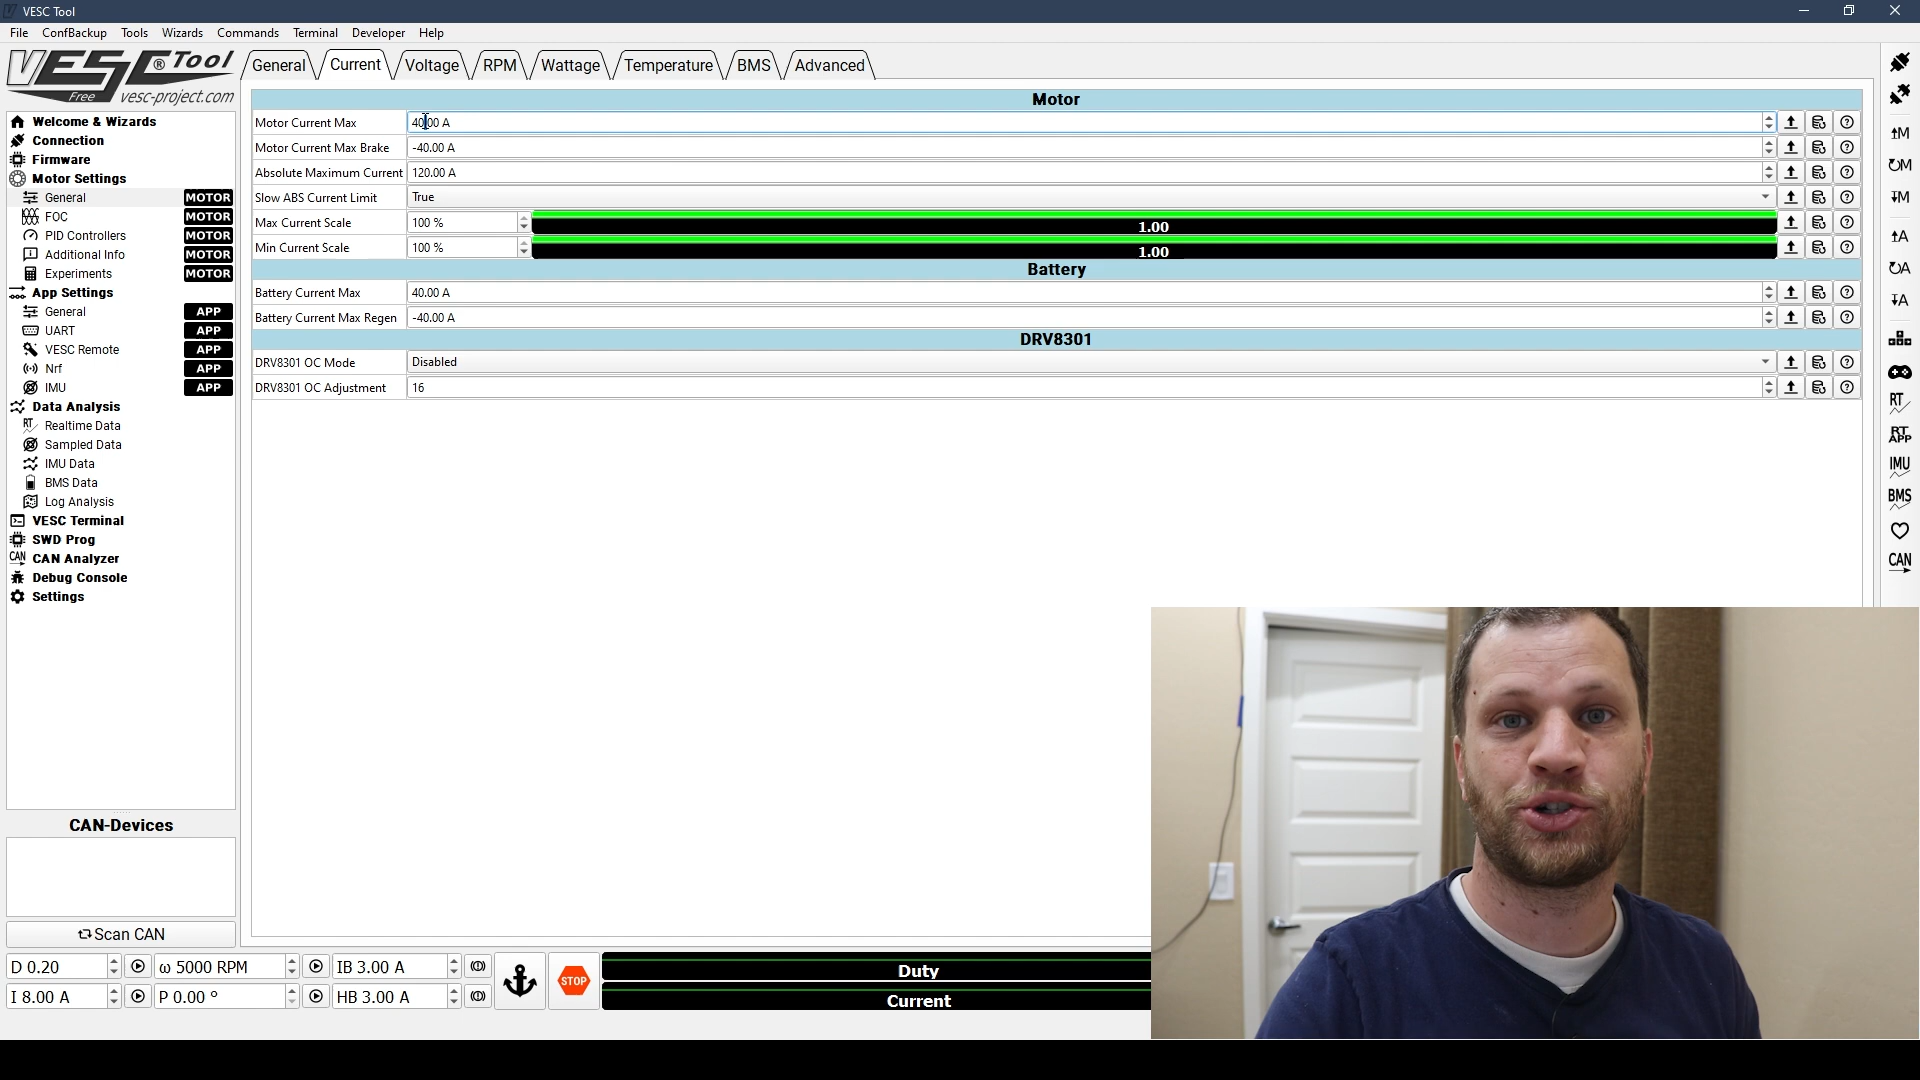 VESC Tool
File ConfBackup Tools Wizards Commands Terminal Developer Help
VESC® Tool
Free vesc-project.com
General Current Voltage RPM Wattage Temperature BMS Advanced
Welcome & Wizards
Connection
Firmware
Motor Settings
General MOTOR
FOC MOTOR
PID Controllers MOTOR
Additional Info MOTOR
Experiments MOTOR
App Settings
General APP
UART APP
VESC Remote APP
Nrf APP
IMU APP
Data Analysis
Realtime Data
Sampled Data
IMU Data
BMS Data
Log Analysis
VESC Terminal
SWD Prog
CAN Analyzer
Debug Console
Settings
CAN-Devices
Scan CAN
Motor
Motor Current Max 40.00 A
Motor Current Max Brake -40.00 A
Absolute Maximum Current 120.00 A
Slow ABS Current Limit True
Max Current Scale 100 % 1.00
Min Current Scale 100 % 1.00
Battery
Battery Current Max 40.00 A
Battery Current Max Regen -40.00 A
DRV8301
DRV8301 OC Mode Disabled
DRV8301 OC Adjustment 16
D 0.20 ω 5000 RPM IB 3.00 A
I 8.00 A P 0.00 ° HB 3.00 A
STOP
Duty
Current
M
M
M
A
A
A
RT
RT
APP
IMU
BMS
CAN